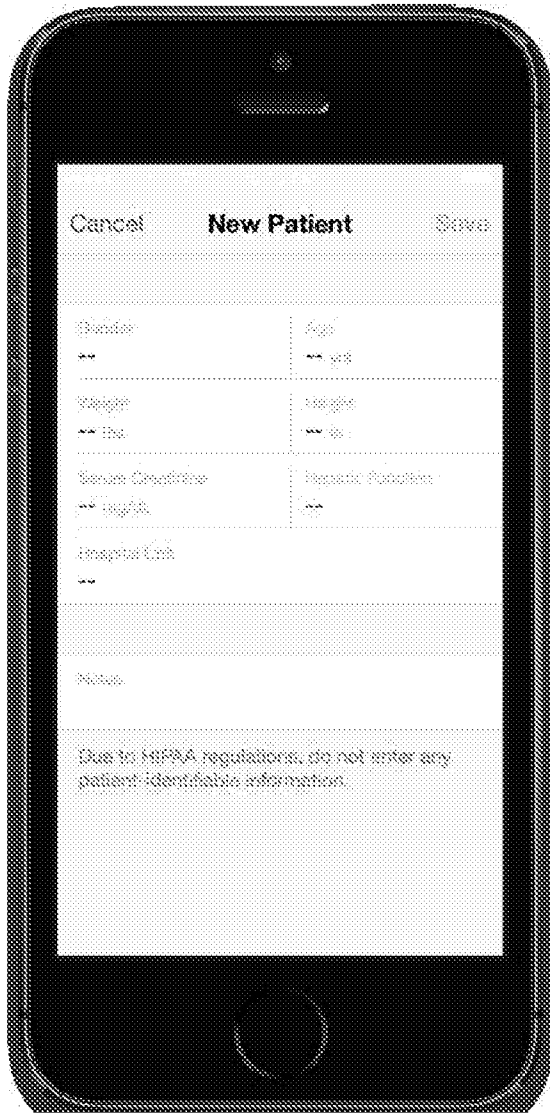 Cancel New Patient Save
Gender Age
-- -- yrs
Weight Height
-- lbs -- in
Serum Creatinine Hepatic Function
-- mg/dL --
Hospital Unit
--
Notes
Due to HIPAA regulations, do not enter any
patient-identifiable information.